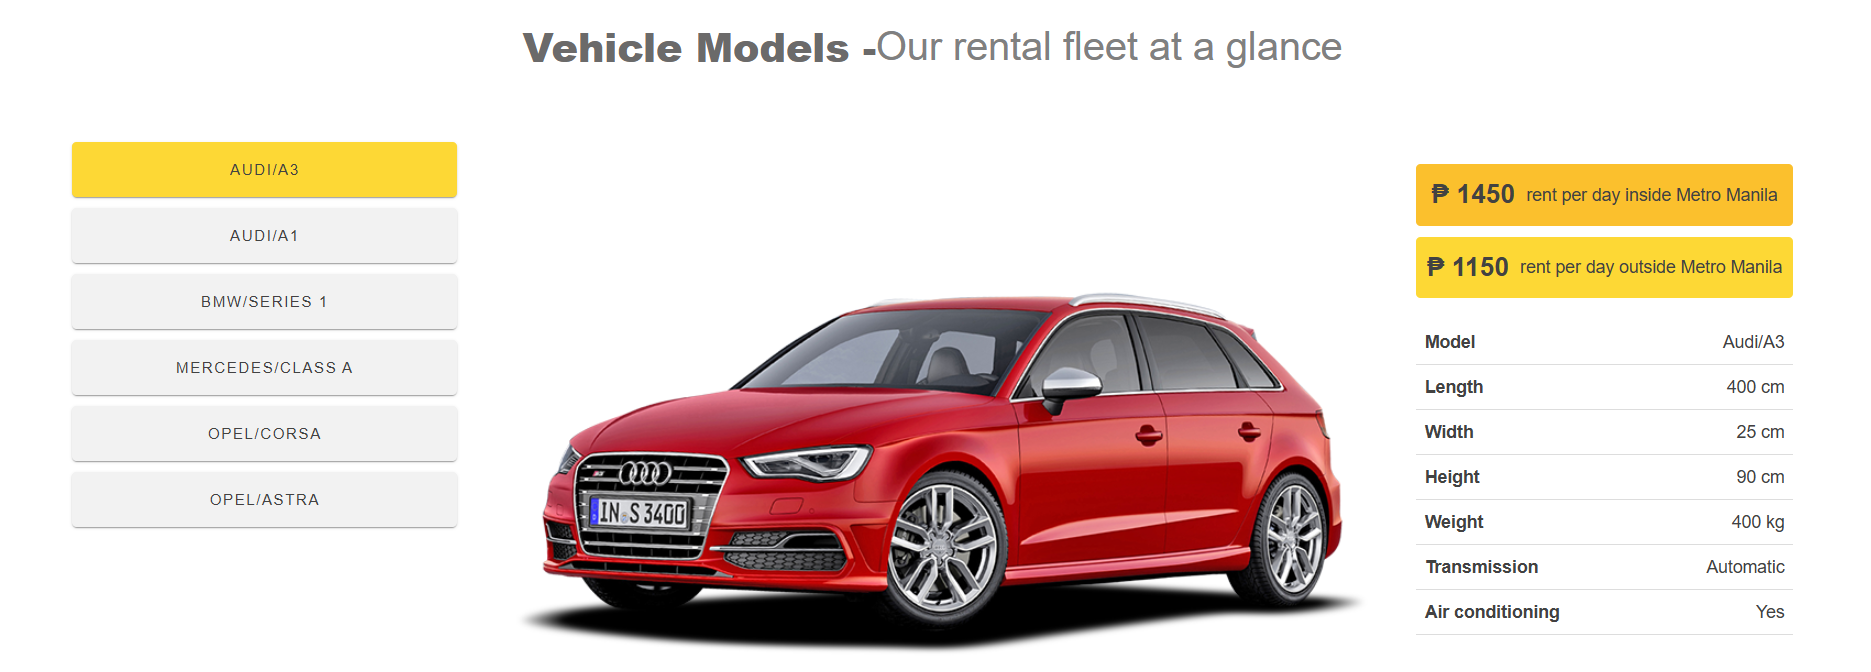 Vehicle Models -Our rental fleet at a glance
AUDI/A3
AUDI/A1
BMW/SERIES 1
MERCEDES/CLASS A
OPEL/CORSA
OPEL/ASTRA
IN S 3400
₱ 1450 rent per day inside Metro Manila
₱ 1150 rent per day outside Metro Manila
Model Audi/A3
Length 400 cm
Width 25 cm
Height 90 cm
Weight 400 kg
Transmission Automatic
Air conditioning Yes